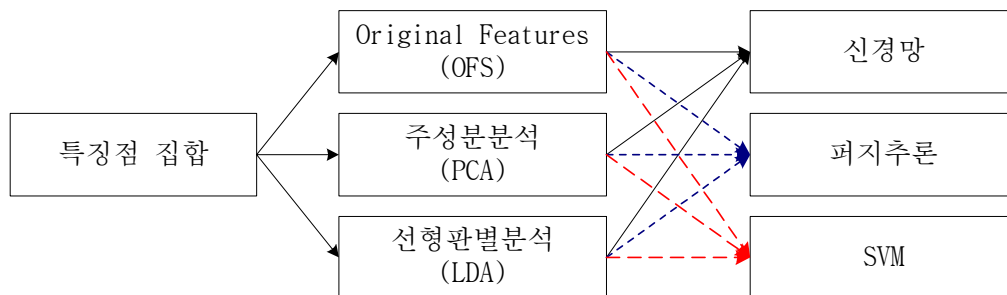 특징점 집합
Original Features
(OFS)
주성분분석
(PCA)
선형판별분석
(LDA)
신경망
퍼지추론
SVM